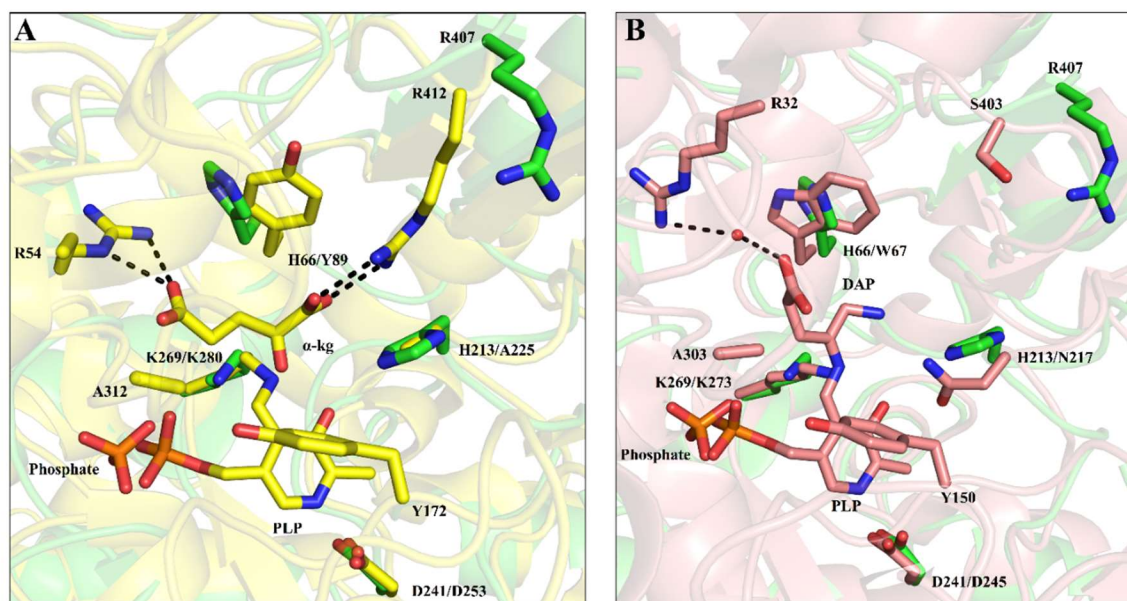 A
R407
R412
R54
H66/Y89
α-kg
K269/K280
H213/A225
A312
Phosphate
Y172
PLP
D241/D253
B
R32
R407
S403
H66/W67
DAP
A303
H213/N217
K269/K273
Phosphate
Y150
PLP
D241/D245